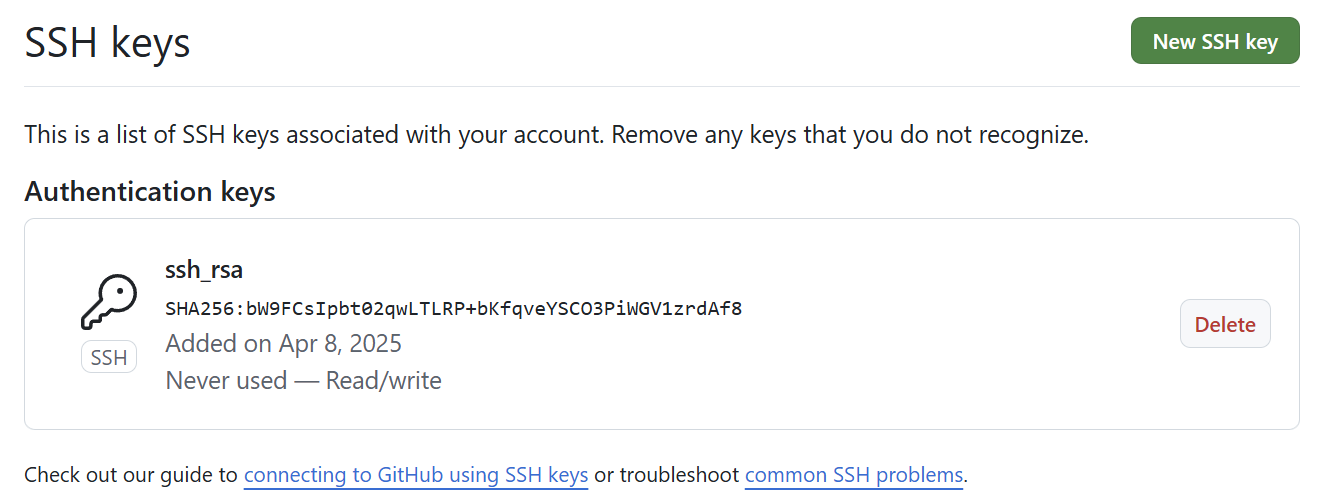 SSH keys
New SSH key
This is a list of SSH keys associated with your account. Remove any keys that you do not recognize.
Authentication keys
ssh_rsa
SHA256:bW9FCsIpbt02qwLTLRP+bKfqveYSCO3PiWGV1zrdAf8
Added on Apr 8, 2025
Never used — Read/write
SSH
Delete
Check out our guide to connecting to GitHub using SSH keys or troubleshoot common SSH problems.